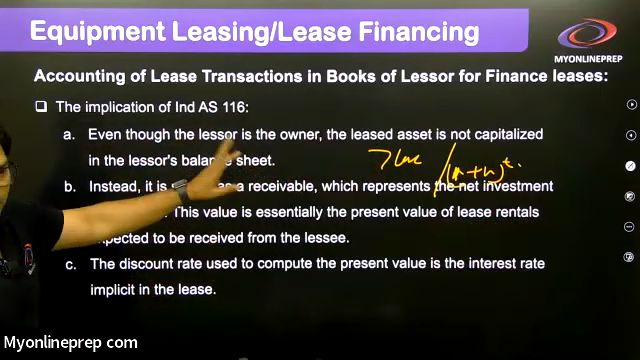 Equipment Leasing/Lease Financing
MYONLINEPREP
Accounting of Lease Transactions in Books of Lessor for Finance leases:
The implication of Ind AS 116:
a. Even though the lessor is the owner, the leased asset is not capitalized
in the lessor's balance sheet.
b. Instead, it is a receivable, which represents the net investment
This value is essentially the present value of lease rentals
to be received from the lessee.
c. The discount rate used to compute the present value is the interest rate
implicit in the lease.
Myonlineprep com